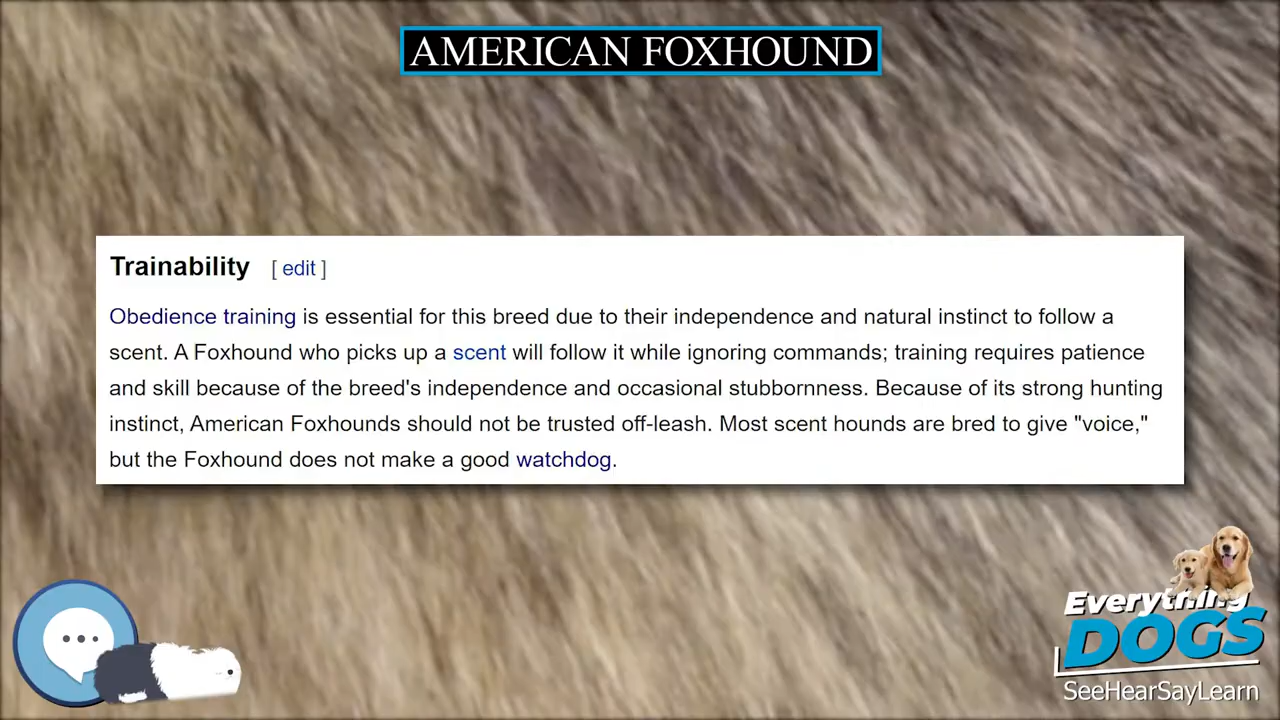 AMERICAN FOXHOUND
Trainability [ edit ]
Obedience training is essential for this breed due to their independence and natural instinct to follow a
scent. A Foxhound who picks up a scent will follow it while ignoring commands; training requires patience
and skill because of the breed's independence and occasional stubbornness. Because of its strong hunting
instinct, American Foxhounds should not be trusted off-leash. Most scent hounds are bred to give "voice,"
but the Foxhound does not make a good watchdog.
Everything
DOGS
SeeHearSayLearn